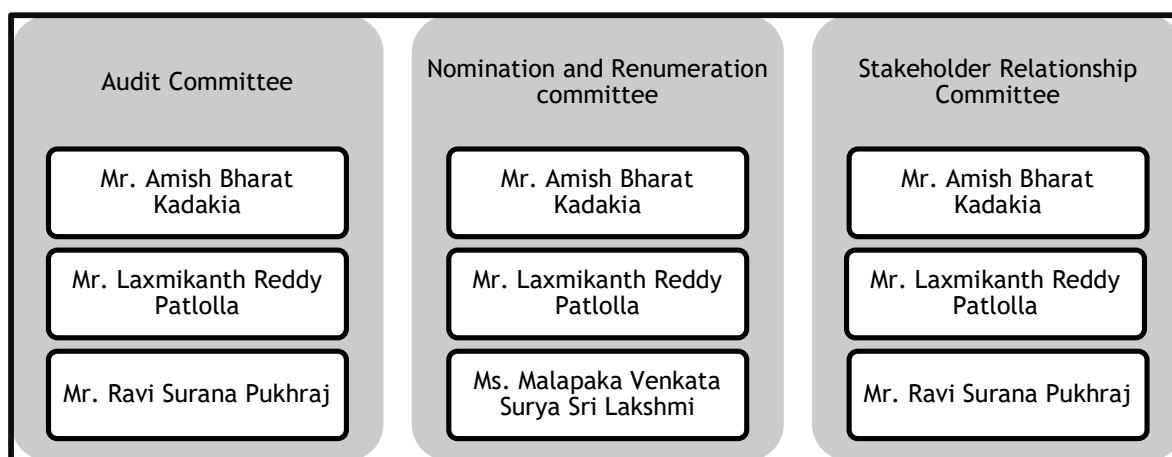 Audit Committee
Mr. Amish Bharat
Kadakia
Mr. Laxmikanth Reddy
Patlolla
Mr. Ravi Surana Pukhraj
Nomination and Renumeration
committee
Mr. Amish Bharat
Kadakia
Mr. Laxmikanth Reddy
Patlolla
Ms. Malapaka Venkata
Surya Sri Lakshmi
Stakeholder Relationship
Committee
Mr. Amish Bharat
Kadakia
Mr. Laxmikanth Reddy
Patlolla
Mr. Ravi Surana Pukhraj